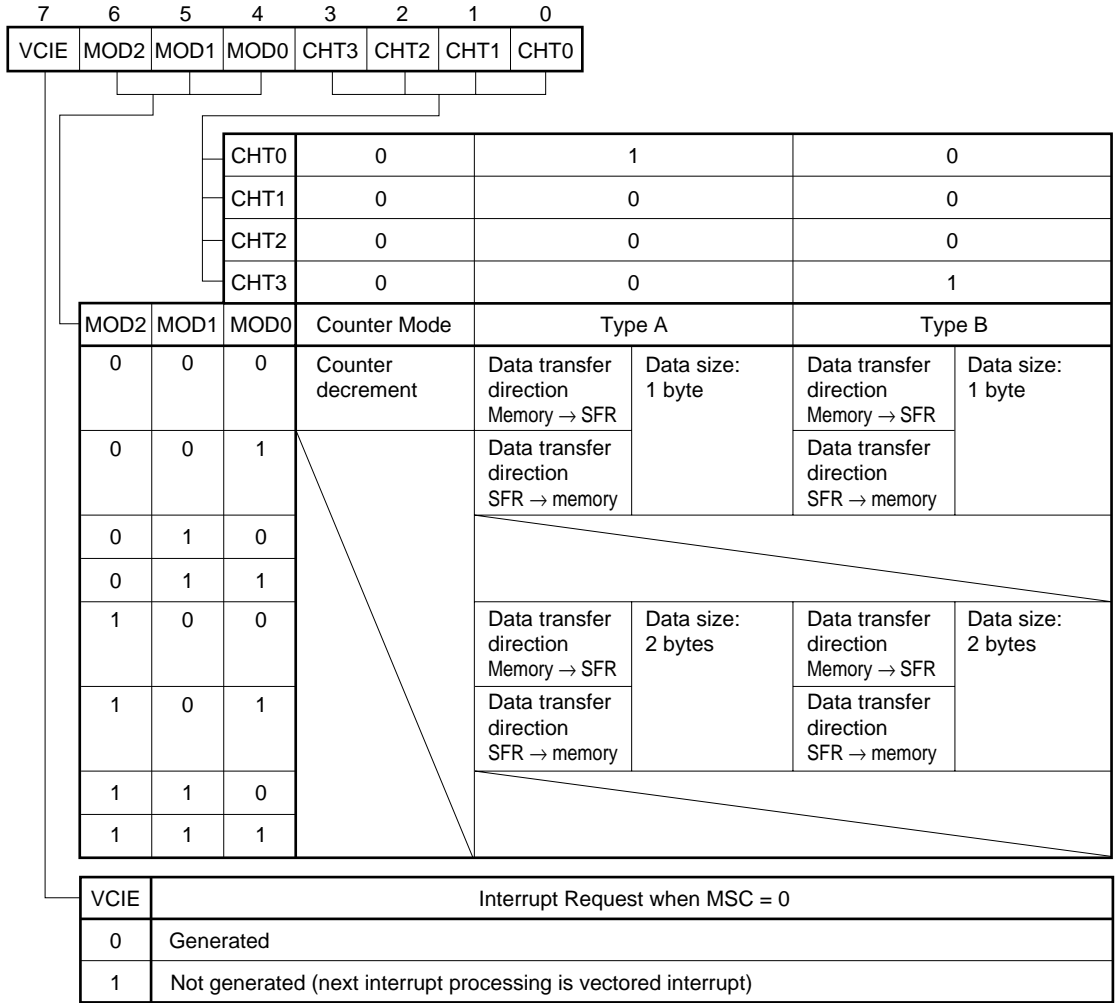 7 6 5 4 3 2 1 0
VCIE MOD2 MOD1 MOD0 CHT3 CHT2 CHT1 CHT0
CHT0 0 1 0
CHT1 0 0 0
CHT2 0 0 0
CHT3 0 0 1
MOD2 MOD1 MOD0 Counter Mode Type A Type B
0 0 0 Counter Data transfer Data size: Data transfer Data size:
decrement direction 1 byte direction 1 byte
Memory → SFR Memory → SFR
0 0 1 Data transfer Data transfer
direction direction
SFR → memory SFR → memory
0 1 0
0 1 1
1 0 0 Data transfer Data size: Data transfer Data size:
direction 2 bytes direction 2 bytes
Memory → SFR Memory → SFR
1 0 1 Data transfer Data transfer
direction direction
SFR → memory SFR → memory
1 1 0
1 1 1
VCIE Interrupt Request when MSC = 0
0 Generated
1 Not generated (next interrupt processing is vectored interrupt)